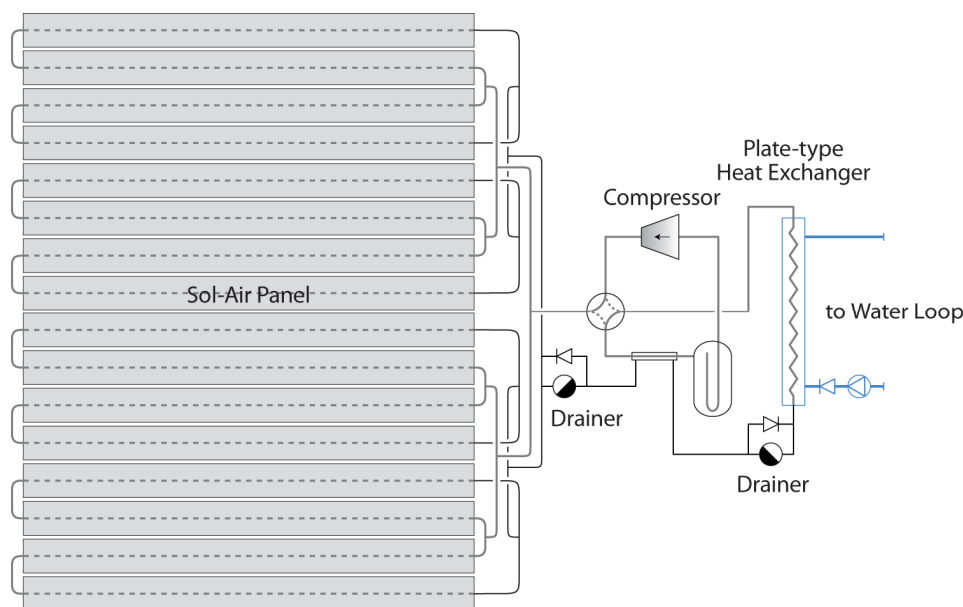 Plate-type
Heat Exchanger
Compressor
Sol-Air Panel
to Water Loop
Drainer
Drainer